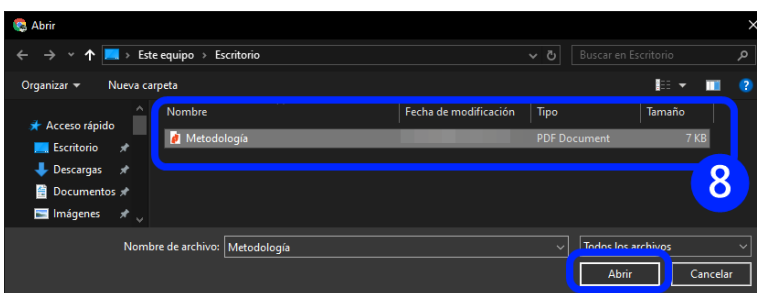 Abrir
Este equipo > Escritorio
Buscar en Escritorio
Organizar
Nueva carpeta
?
Nombre
Fecha de modificación
Tipo
Tamaño
Acceso rápido
Metodología
PDF Document
7 KB
Escritorio
Descargas
Documentos
Imágenes
8
Nombre de archivo:
Metodología
Todos los archivos
Abrir
Cancelar